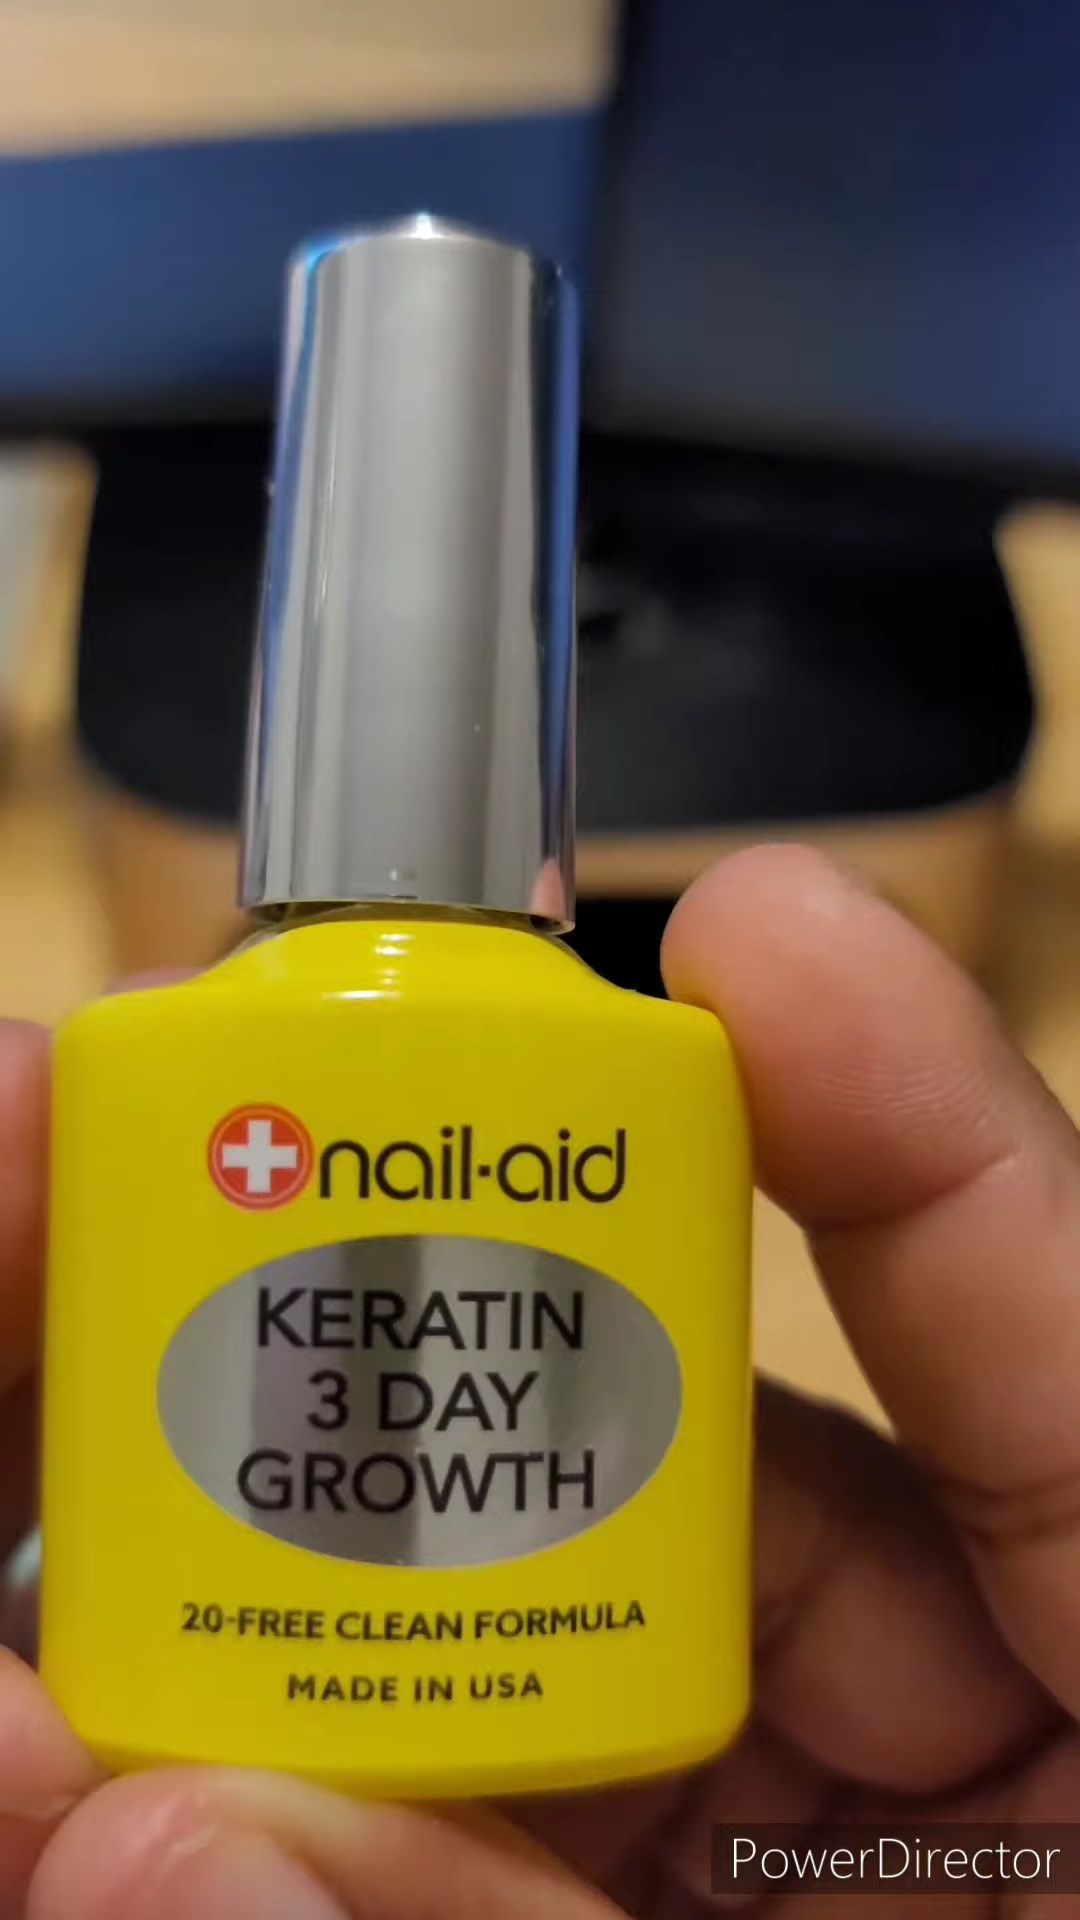 nail·aid
KERATIN
3 DAY
GROWTH
20-FREE CLEAN FORMULA
MADE IN USA
PowerDirector